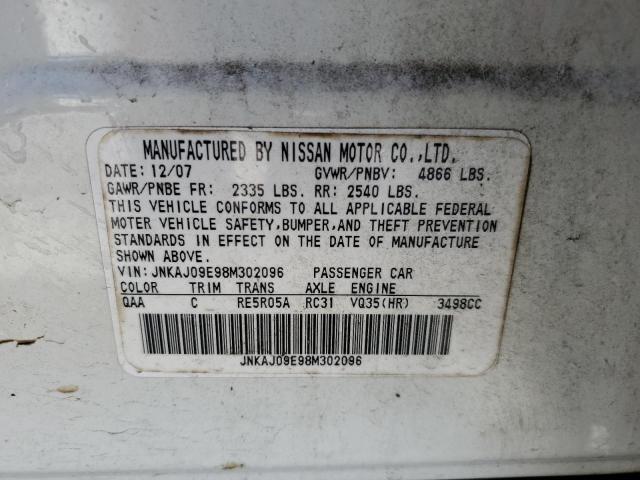 MANUFACTURED BY NISSAN MOTOR CO.,LTD.
DATE: 12/07 GVWR/PNBV: 4866 LBS.
GAWR/PNBE FR: 2335 LBS. RR: 2540 LBS.
THIS VEHICLE CONFORMS TO ALL APPLICABLE FEDERAL
MOTER VEHICLE SAFETY,BUMPER,AND THEFT PREVENTION
STANDARDS IN EFFECT ON THE DATE OF MANUFACTURE
SHOWN ABOVE.
VIN: JNKAJ09E98M302096 PASSENGER CAR
COLOR TRIM TRANS AXLE ENGINE
QAA C RE5R05A RC31 VQ35(HR) 3498CC
JNKAJ09E98M302096